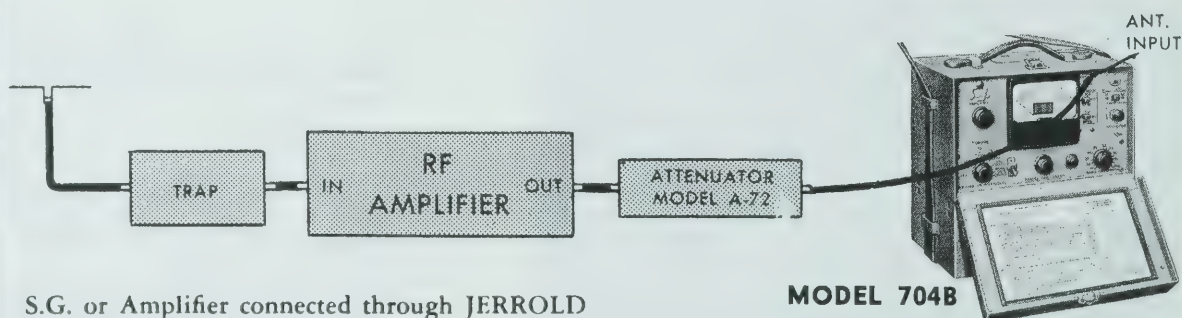 ANT.
INPUT
TRAP
IN
RF
AMPLIFIER
OUT
ATTENUATOR
MODEL A-72
S.G. or Amplifier connected through JERROLD
MODEL 704B